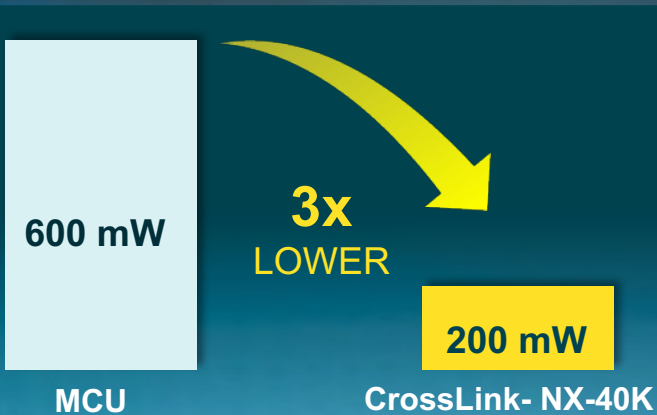 600 mW
3x
LOWER
200 mW
MCU
CrossLink- NX-40K